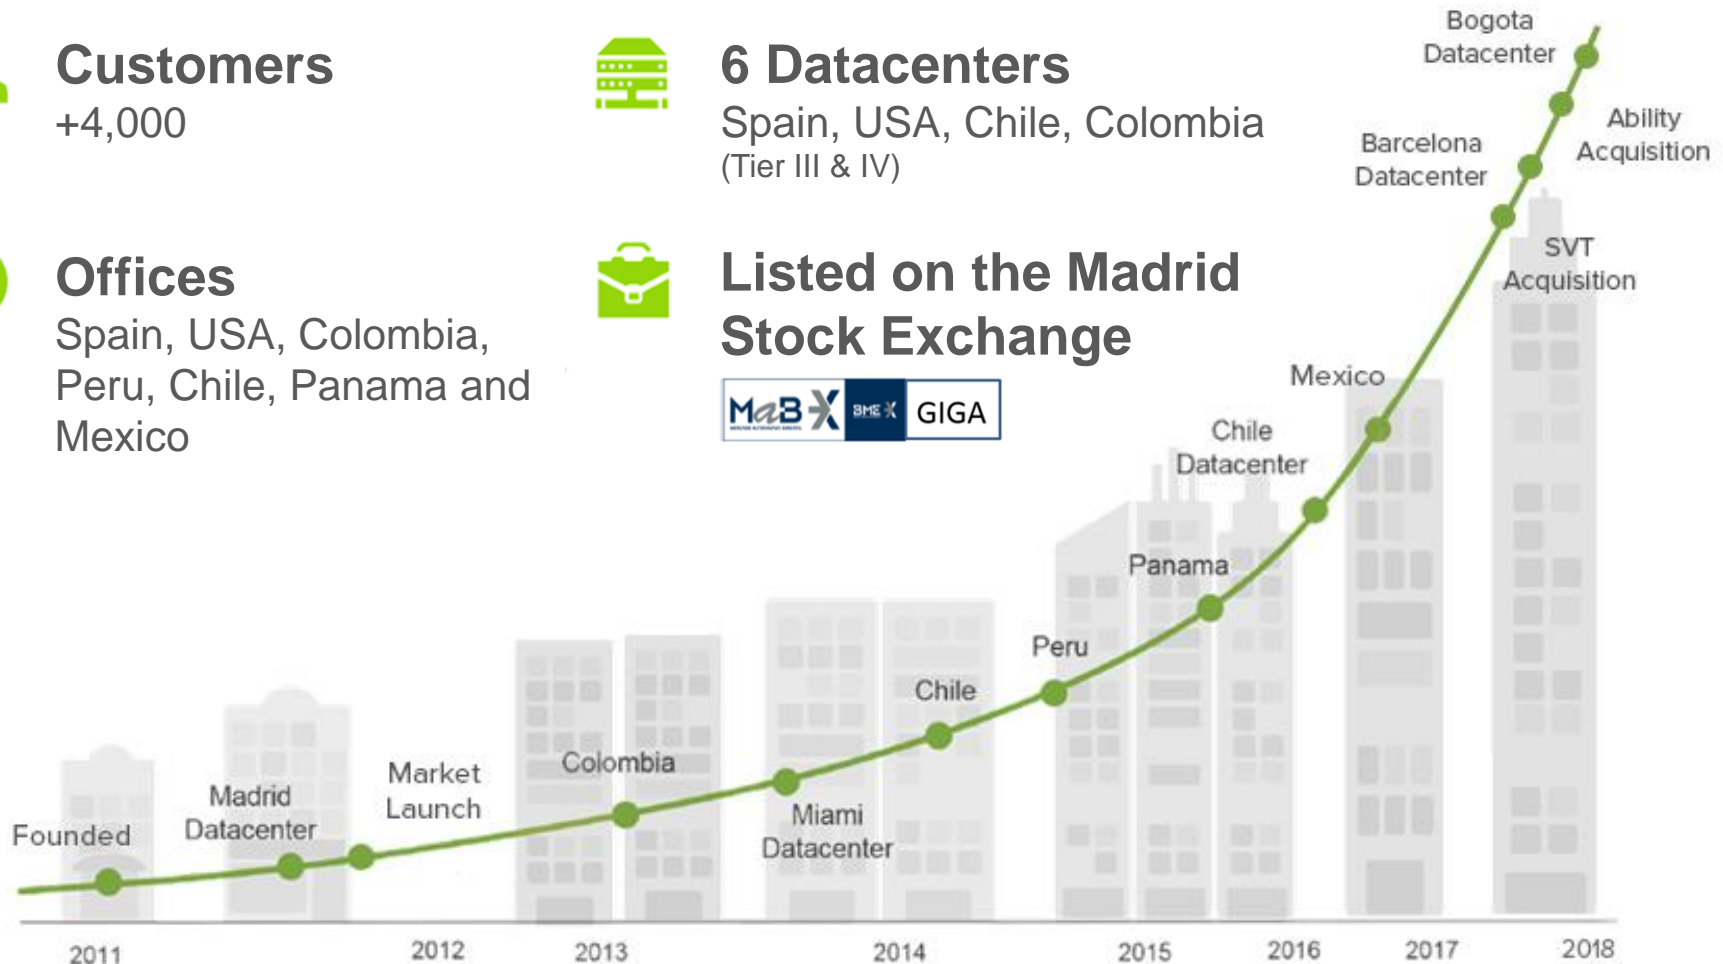 Customers
+4,000
6 Datacenters
Spain, USA, Chile, Colombia
(Tier III & IV)
Offices
Spain, USA, Colombia,
Peru, Chile, Panama and
Mexico
Listed on the Madrid
Stock Exchange
MaB
BME X
GIGA
Bogota
Datacenter
Ability
Acquisition
Barcelona
Datacenter
SVT
Acquisition
Mexico
Chile
Datacenter
Panama
Peru
Chile
Miami
Datacenter
Colombia
Market
Launch
Madrid
Datacenter
Founded
2011
2012
2013
2014
2015
2016
2017
2018